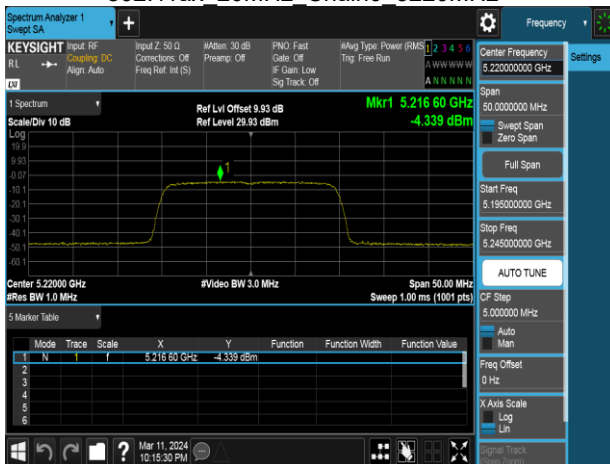 Spectrum Analyzer 1
Swept SA
+
Frequency
KEYSIGHT
RL
LXI
Input: RF
Coupling: DC
Align: Auto
Input Z: 50 Ω
Corrections: Off
Freq Ref: Int (S)
#Atten: 30 dB
Preamp: Off
PNO: Fast
Gate: Off
IF Gain: Low
Sig Track: Off
#Avg Type: Power (RMS
Trig: Free Run
1 2 3 4 5 6
A W W W W W
A N N N N N
Center Frequency
5.220000000 GHz
Settings
Span
50.0000000 MHz
Swept Span
Zero Span
Full Span
Start Freq
5.195000000 GHz
Stop Freq
5.245000000 GHz
AUTO TUNE
CF Step
5.000000 MHz
Auto
Man
Freq Offset
0 Hz
X Axis Scale
Log
Lin
Signal Track
(Span Zoom)
1 Spectrum
Scale/Div 10 dB
Ref Lvl Offset 9.93 dB
Ref Level 29.93 dBm
Mkr1 5.216 60 GHz
-4.339 dBm
Log
19.9
9.93
-0.07
-10.1
-20.1
-30.1
-40.1
-50.1
-60.1
1
Center 5.22000 GHz
#Res BW 1.0 MHz
#Video BW 3.0 MHz
Span 50.00 MHz
Sweep 1.00 ms (1001 pts)
5 Marker Table
Mode Trace Scale X Y Function Function Width Function Value
1 N 1 f 5.216 60 GHz -4.339 dBm
2
3
4
5
6
?
Mar 11, 2024
10:15:30 PM